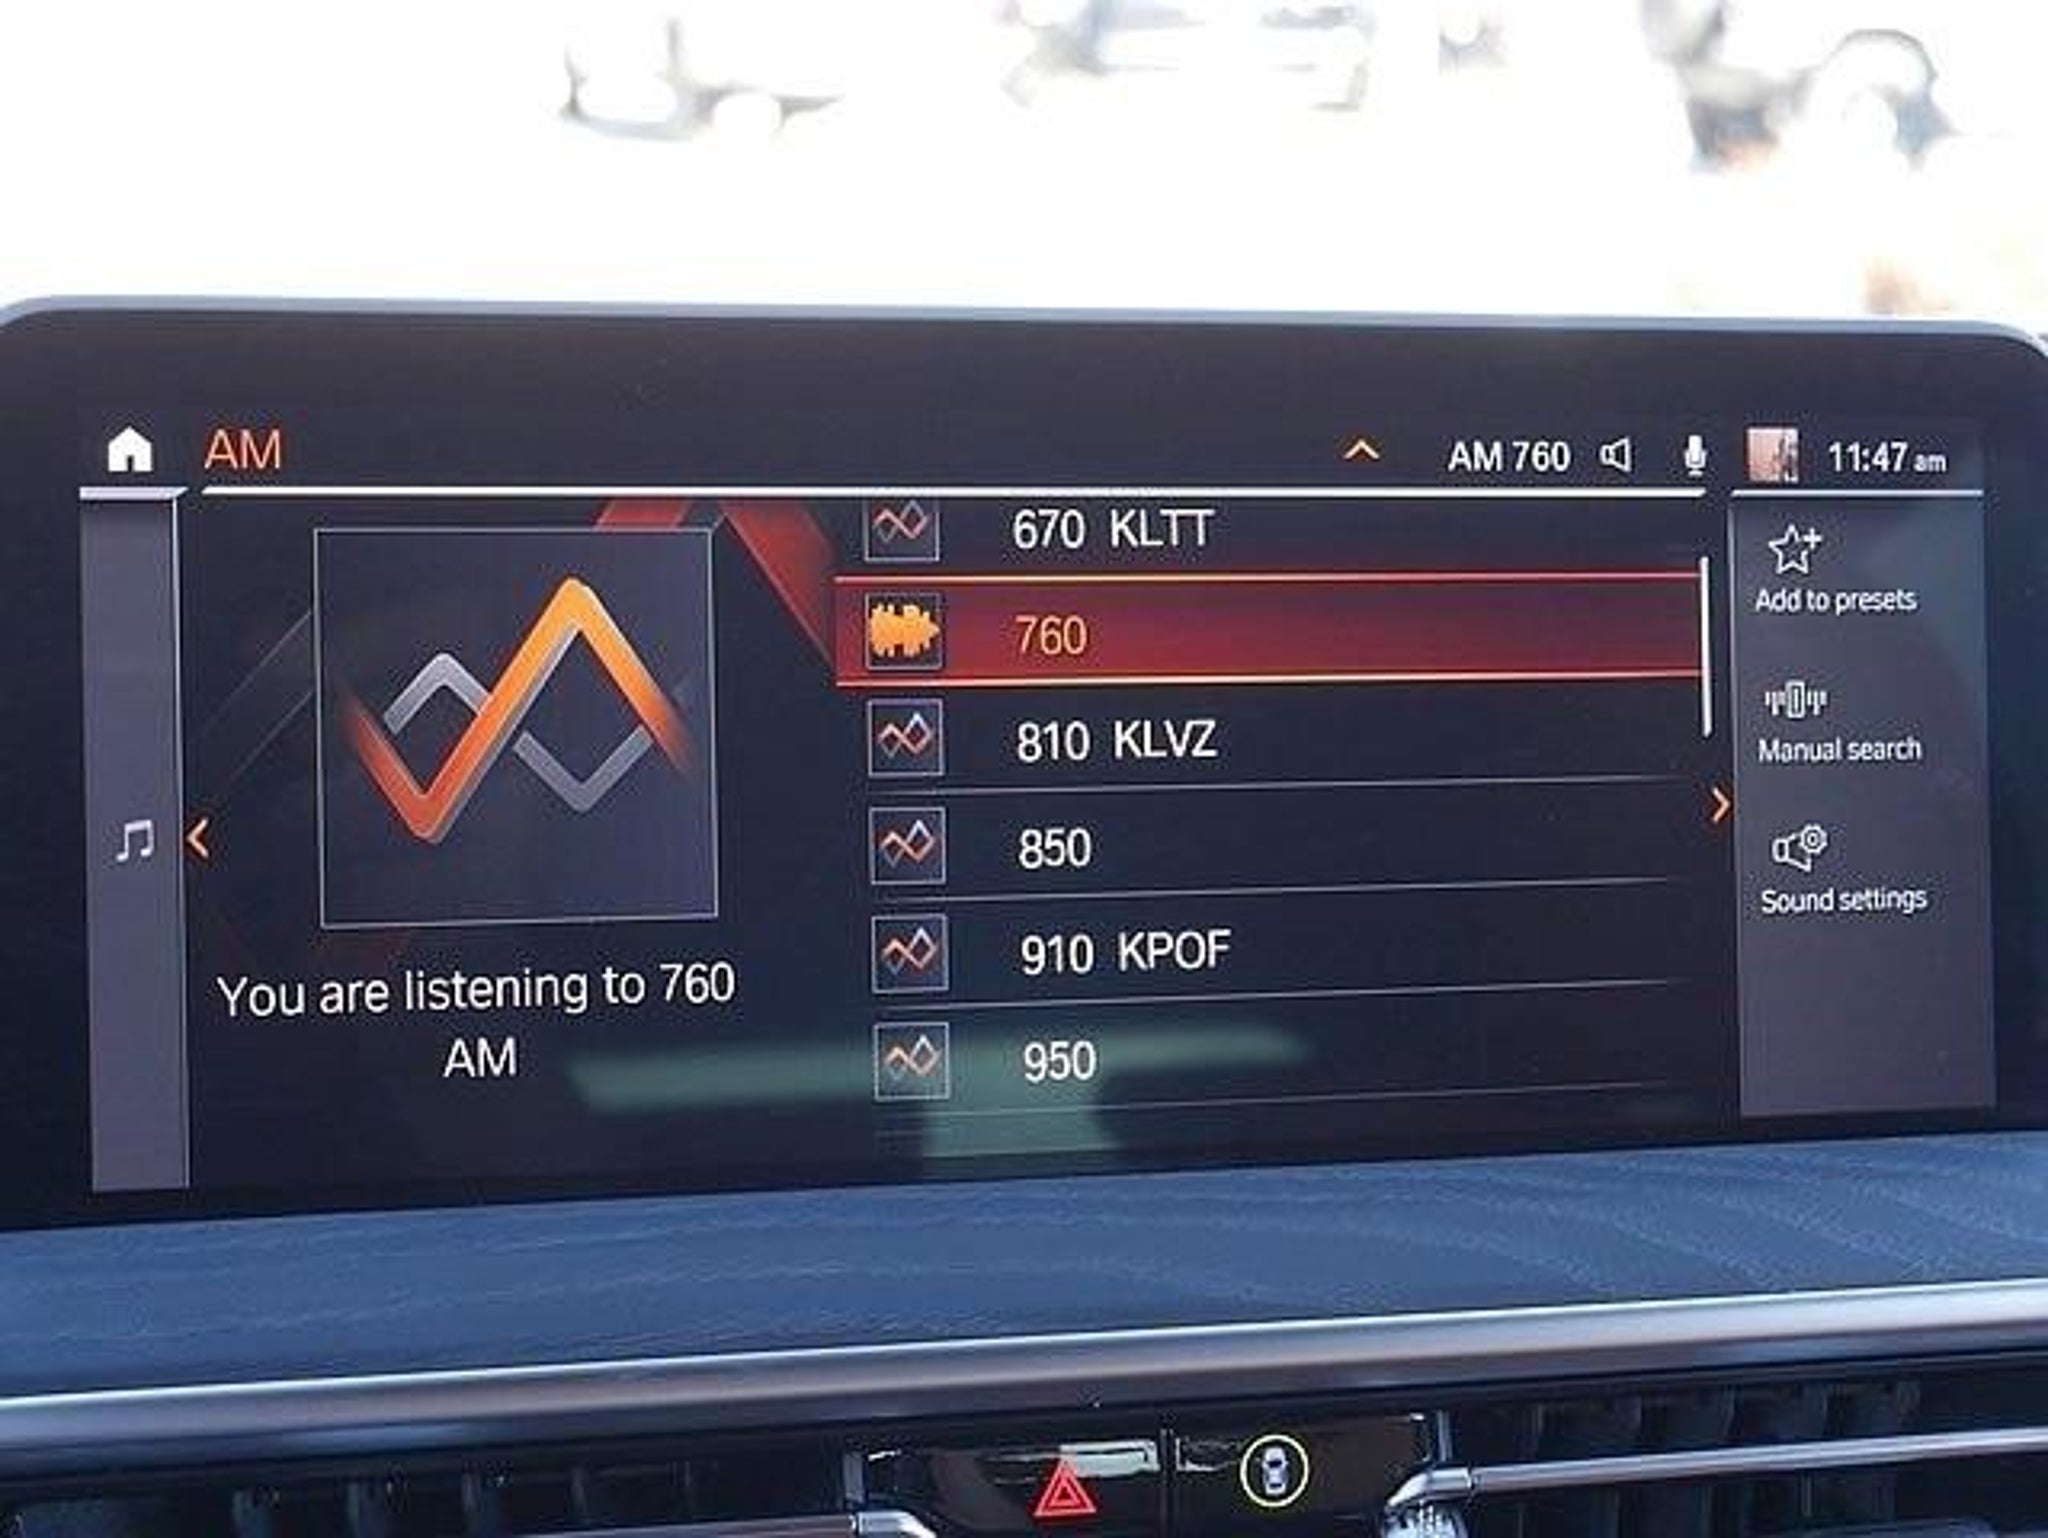 AM
AM 760
11:47 am
670 KLTT
760
810 KLVZ
850
910 KPOF
950
You are listening to 760
AM
Add to presets
Manual search
Sound settings